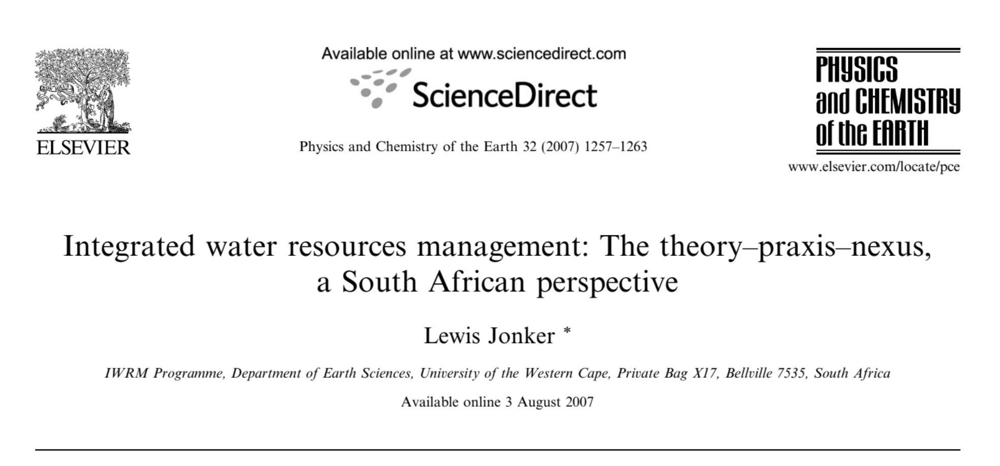 Available online at www.sciencedirect.com
ScienceDirect
ELSEVIER
Physics and Chemistry of the Earth 32 (2007) 1257–1263
PHYSICS
and CHEMISTRY
of the EARTH
www.elsevier.com/locate/pce
Integrated water resources management: The theory–praxis–nexus,
a South African perspective
Lewis Jonker *
IWRM Programme, Department of Earth Sciences, University of the Western Cape, Private Bag X17, Bellville 7535, South Africa
Available online 3 August 2007